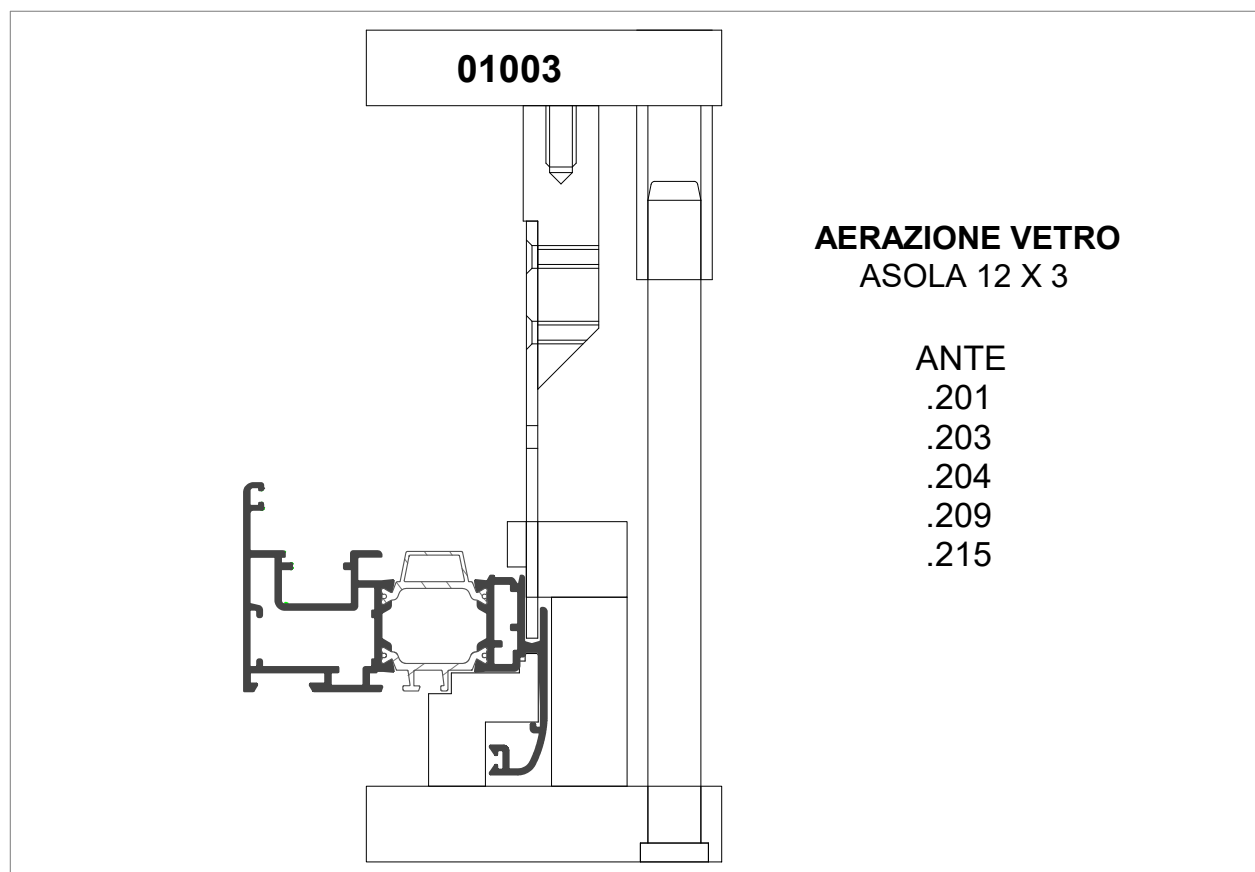 01003
AERAZIONE VETRO
ASOLA 12 X 3
ANTE
.201
.203
.204
.209
.215